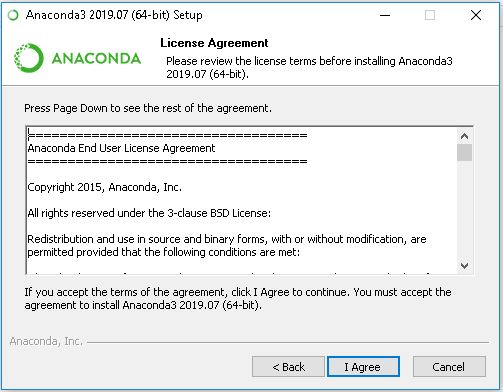 Anaconda3 2019.07 (64-bit) Setup
ANACONDA
License Agreement
Please review the license terms before installing Anaconda3
2019.07 (64-bit).
Press Page Down to see the rest of the agreement.
===================================
Anaconda End User License Agreement
===================================
Copyright 2015, Anaconda, Inc.
All rights reserved under the 3-clause BSD License:
Redistribution and use in source and binary forms, with or without modification, are
permitted provided that the following conditions are met:
If you accept the terms of the agreement, click I Agree to continue. You must accept the
agreement to install Anaconda3 2019.07 (64-bit).
Anaconda, Inc.
< Back
I Agree
Cancel